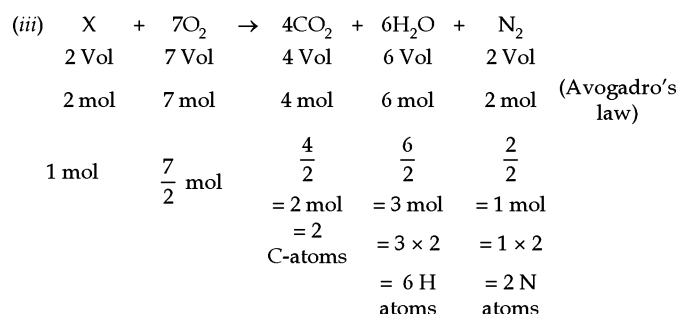 (iii) X + 7O₂ → 4CO₂ + 6H₂O + N₂
2 Vol 7 Vol 4 Vol 6 Vol 2 Vol
2 mol 7 mol 4 mol 6 mol 2 mol (Avogadro's law)
1 mol 7/2 mol 4/2 6/2 2/2
= 2 mol = 3 mol = 1 mol
= 2 = 3 × 2 = 1 × 2
C-atoms
= 6 H = 2 N
atoms atoms